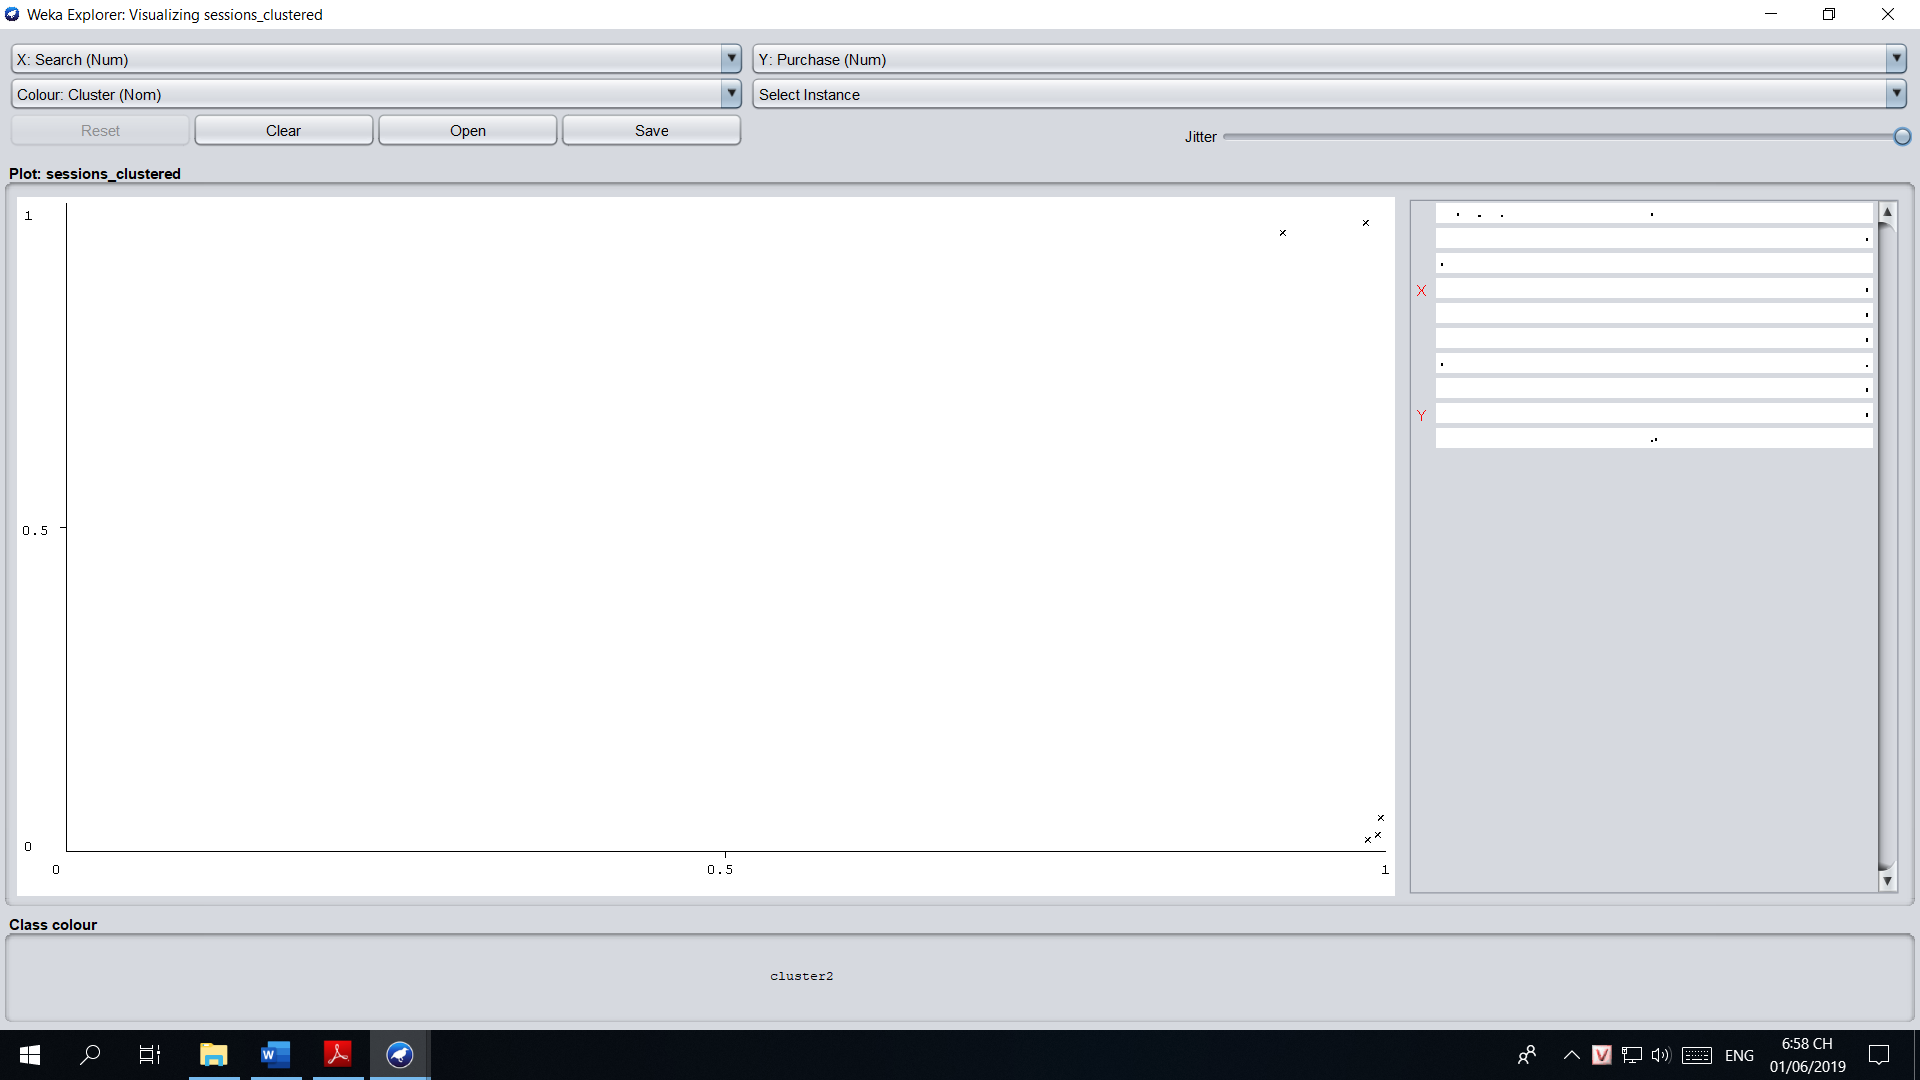 Weka Explorer: Visualizing sessions_clustered
X: Search (Num)
Y: Purchase (Num)
Colour: Cluster (Nom)
Select Instance
Reset
Clear
Open
Save
Jitter
Plot: sessions_clustered
1
0.5
0
0
0.5
1
X
Y
Class colour
cluster2
ENG
6:58 CH
01/06/2019